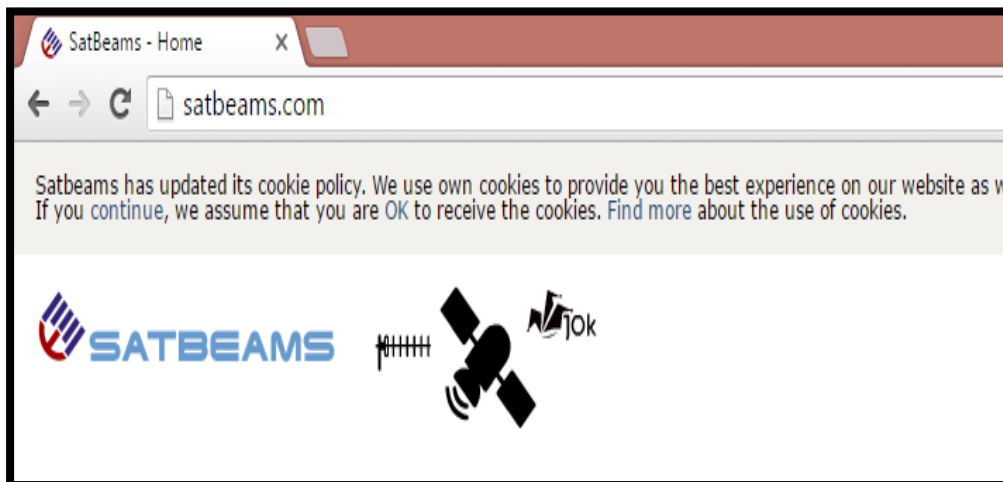 SatBeams - Home
satbeams.com
Satbeams has updated its cookie policy. We use own cookies to provide you the best experience on our website as
If you continue, we assume that you are OK to receive the cookies. Find more about the use of cookies.
SATBEAMS
jok